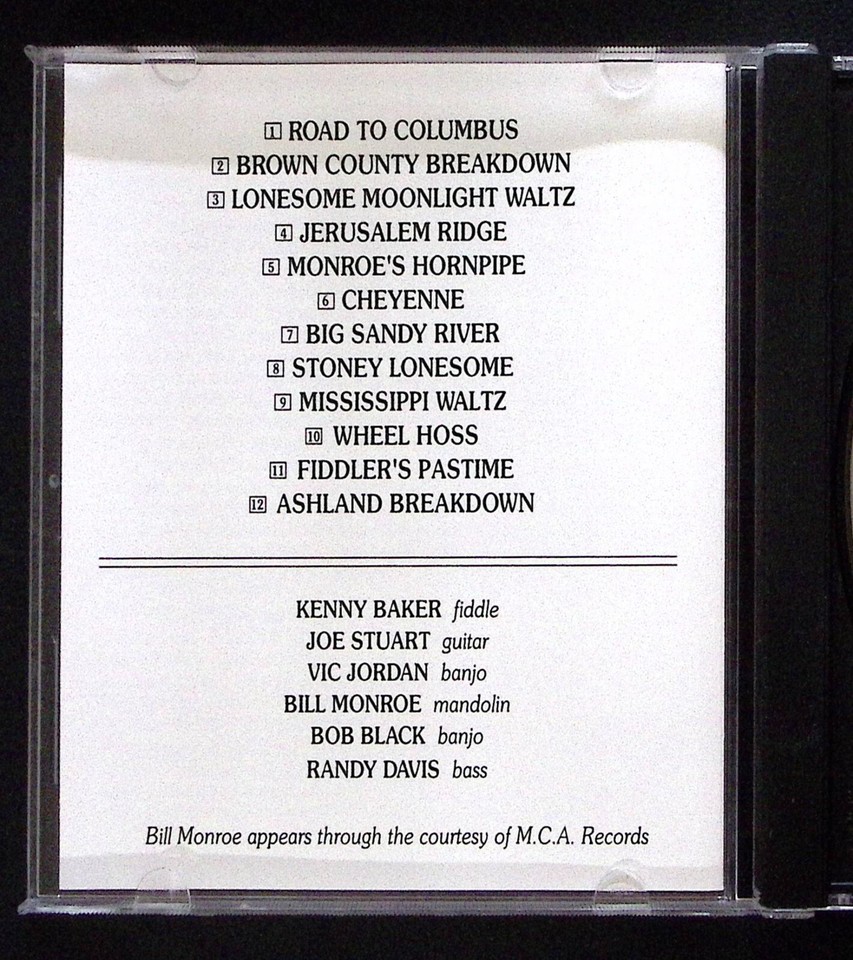 1 ROAD TO COLUMBUS
2 BROWN COUNTY BREAKDOWN
3 LONESOME MOONLIGHT WALTZ
4 JERUSALEM RIDGE
5 MONROE'S HORNPIPE
6 CHEYENNE
7 BIG SANDY RIVER
8 STONEY LONESOME
9 MISSISSIPPI WALTZ
10 WHEEL HOSS
11 FIDDLER'S PASTIME
12 ASHLAND BREAKDOWN
KENNY BAKER fiddle
JOE STUART guitar
VIC JORDAN banjo
BILL MONROE mandolin
BOB BLACK banjo
RANDY DAVIS bass
Bill Monroe appears through the courtesy of M.C.A. Records